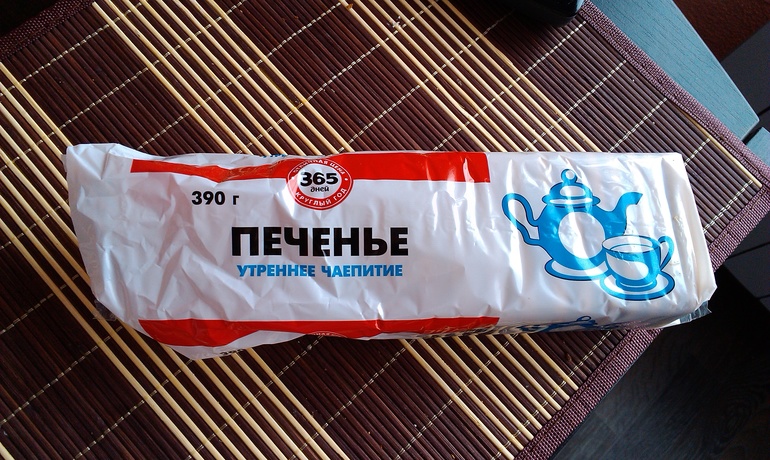 365
дней
КРУГЛЫЙ ГОД
390 г
ПЕЧЕНЬЕ
УТРЕННЕЕ ЧАЕПИТИЕ